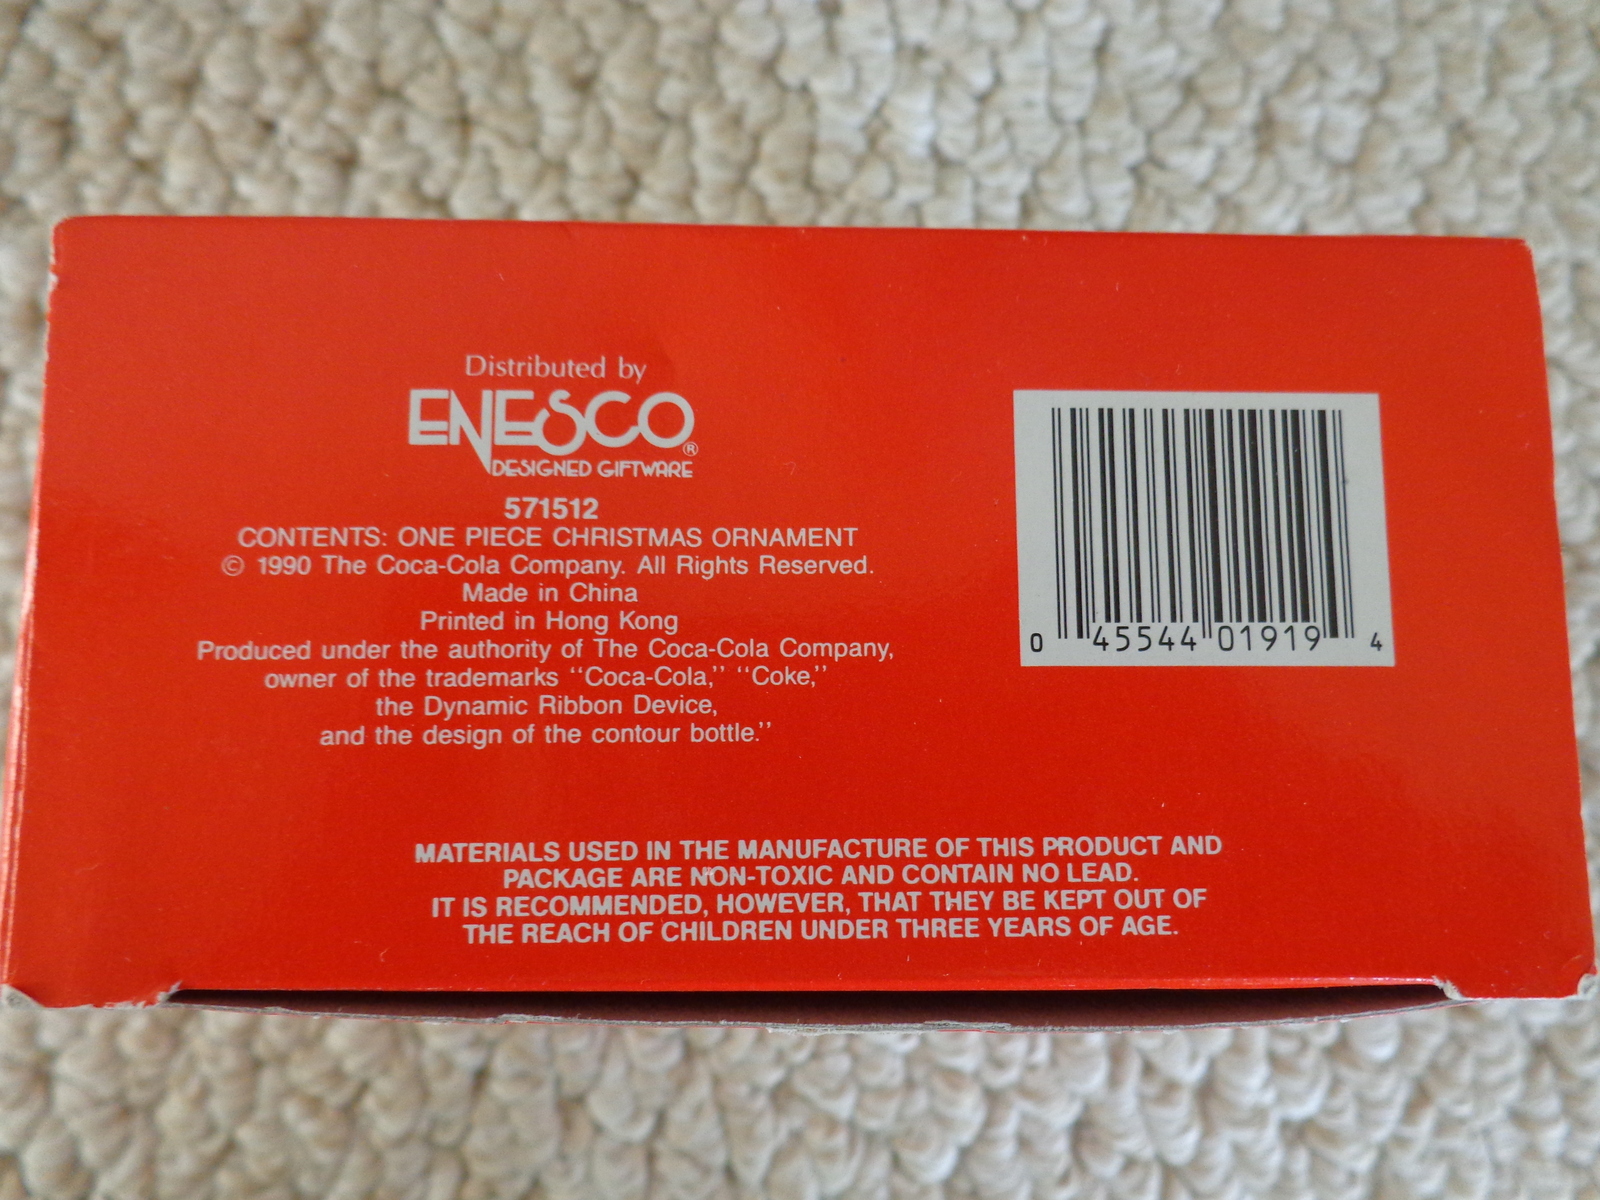 Distributed by
ENESCO®
DESIGNED GIFTWARE
571512
CONTENTS: ONE PIECE CHRISTMAS ORNAMENT
© 1990 The Coca-Cola Company. All Rights Reserved.
Made in China
Printed in Hong Kong
Produced under the authority of The Coca-Cola Company,
owner of the trademarks ‘‘Coca-Cola,’’ ‘‘Coke,’’
the Dynamic Ribbon Device,
and the design of the contour bottle.’’
0 45544 01919 4
MATERIALS USED IN THE MANUFACTURE OF THIS PRODUCT AND
PACKAGE ARE NON-TOXIC AND CONTAIN NO LEAD.
IT IS RECOMMENDED, HOWEVER, THAT THEY BE KEPT OUT OF
THE REACH OF CHILDREN UNDER THREE YEARS OF AGE.